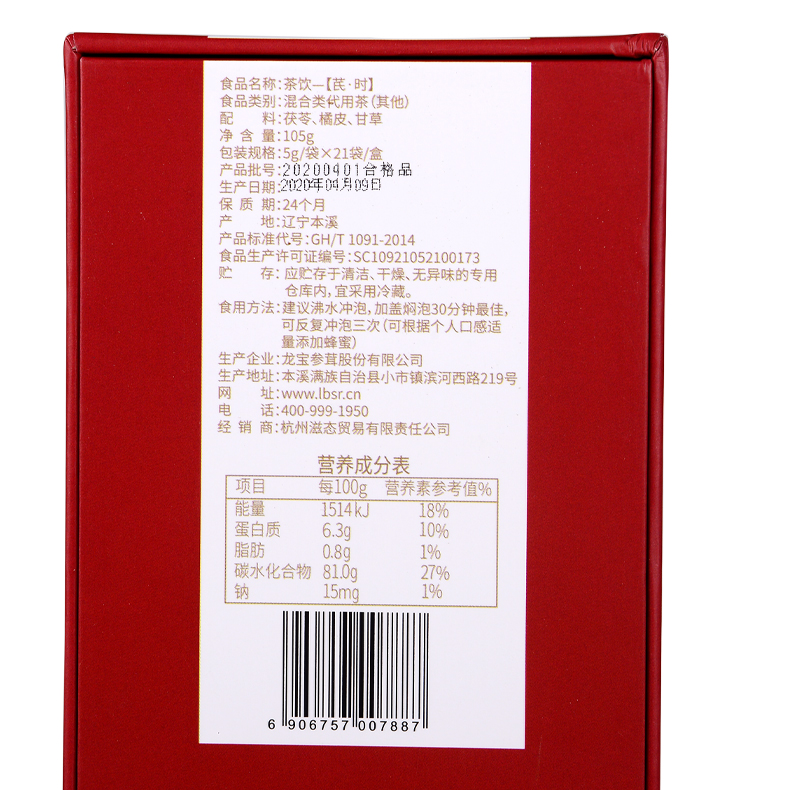 食品名称:茶饮—【芪·时】
食品类别:混合类代用茶(其他)
配 料:茯苓、橘皮、甘草
净 含 量:105g
包装规格:5g/袋×21袋/盒
产品批号:20200401合格品
生产日期:2020年04月09日
保 质 期:24个月
产 地:辽宁本溪
产品标准代号:GH/T 1091-2014
食品生产许可证编号:SC10921052100173
贮 存:应贮存于清洁、干燥、无异味的专用
仓库内,宜采用冷藏。
食用方法:建议沸水冲泡,加盖焖泡30分钟最佳,
可反复冲泡三次(可根据个人口感适
量添加蜂蜜)
生产企业:龙宝参茸股份有限公司
生产地址:本溪满族自治县小市镇滨河西路219号
网 址:www.lbsr.cn
电 话:400-999-1950
经 销 商:杭州滋态贸易有限责任公司
营养成分表
项目 每100g 营养素参考值%
能量 1514kJ 18%
蛋白质 6.3g 10%
脂肪 0.8g 1%
碳水化合物 81.0g 27%
钠 15mg 1%
6 906757 007887